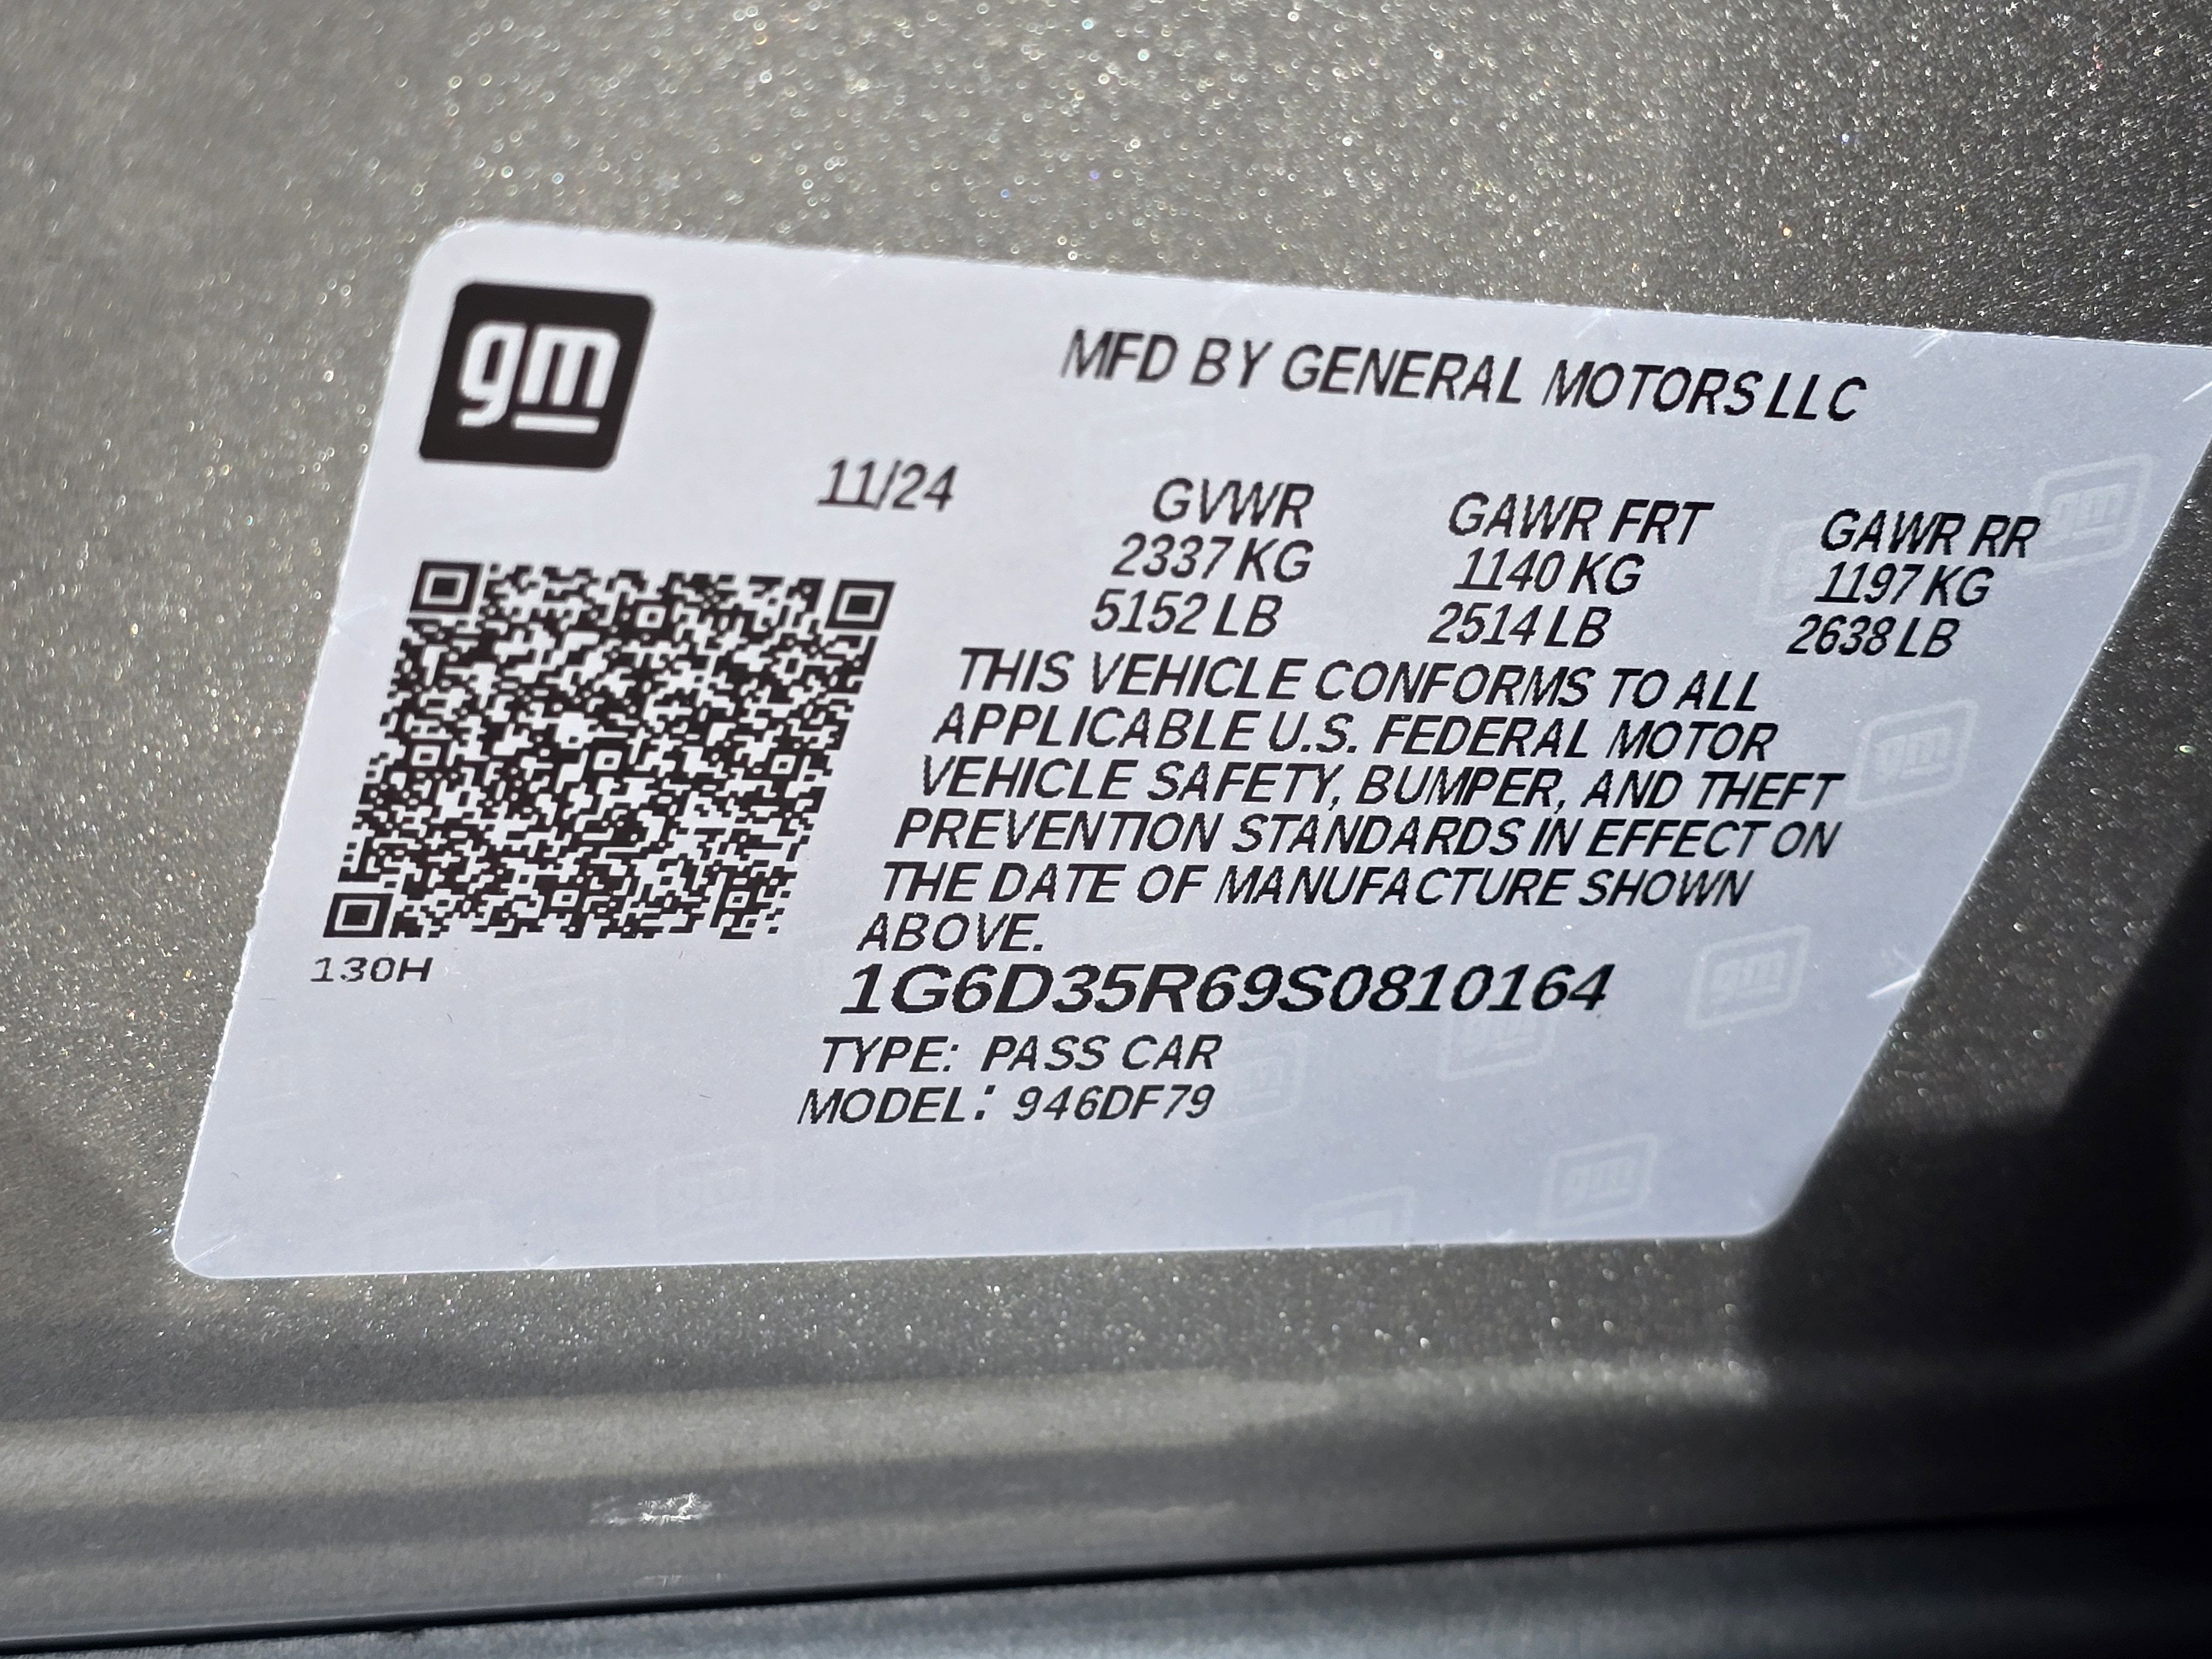 gm
MFD BY GENERAL MOTORS LLC
11/24
GVWR GAWR FRT GAWR RR
2337 KG 1140 KG 1197 KG
5152 LB 2514 LB 2638 LB
THIS VEHICLE CONFORMS TO ALL
APPLICABLE U.S. FEDERAL MOTOR
VEHICLE SAFETY, BUMPER, AND THEFT
PREVENTION STANDARDS IN EFFECT ON
THE DATE OF MANUFACTURE SHOWN
ABOVE.
130H
1G6D35R69S0810164
TYPE: PASS CAR
MODEL: 946DF79